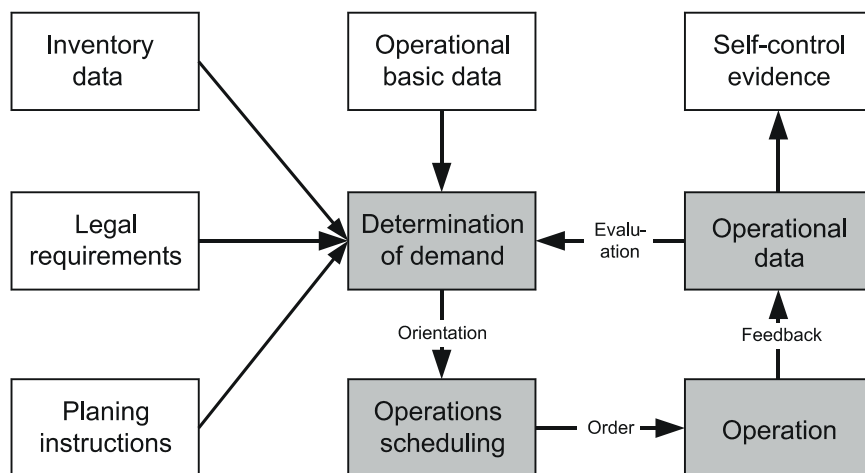 Inventory
data
Operational
basic data
Self-control
evidence
Legal
requirements
Determination
of demand
Evalu-
ation
Operational
data
Orientation
Feedback
Planing
instructions
Operations
scheduling
Order
Operation